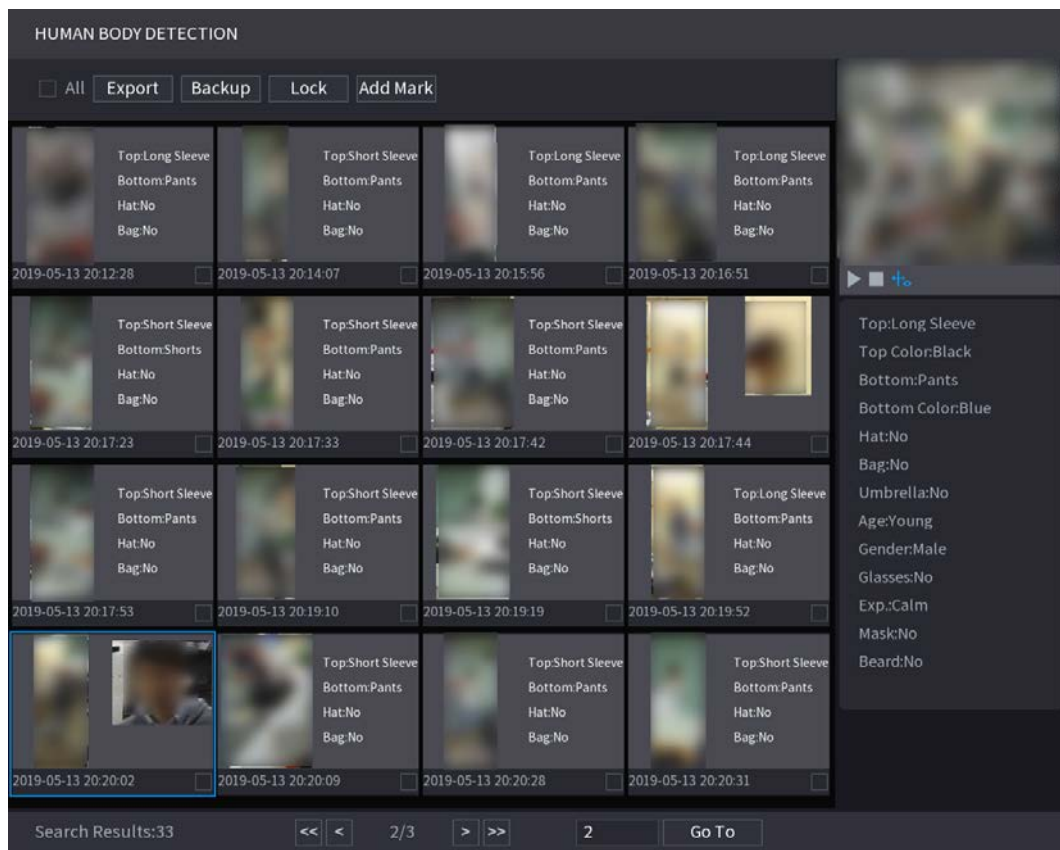 HUMAN BODY DETECTION
All Export Backup Lock Add Mark
Top:Long Sleeve
Bottom:Pants
Hat:No
Bag:No
2019-05-13 20:12:28
Top:Short Sleeve
Bottom:Pants
Hat:No
Bag:No
2019-05-13 20:14:07
Top:Long Sleeve
Bottom:Pants
Hat:No
Bag:No
2019-05-13 20:15:56
Top:Long Sleeve
Bottom:Pants
Hat:No
Bag:No
2019-05-13 20:16:51
Top:Short Sleeve
Bottom:Shorts
Hat:No
Bag:No
2019-05-13 20:17:23
Top:Short Sleeve
Bottom:Pants
Hat:No
Bag:No
2019-05-13 20:17:33
Top:Short Sleeve
Bottom:Pants
Hat:No
Bag:No
2019-05-13 20:17:42
2019-05-13 20:17:44
Top:Short Sleeve
Bottom:Pants
Hat:No
Bag:No
2019-05-13 20:17:53
Top:Short Sleeve
Bottom:Pants
Hat:No
Bag:No
2019-05-13 20:19:10
Top:Short Sleeve
Bottom:Shorts
Hat:No
Bag:No
2019-05-13 20:19:19
Top:Long Sleeve
Bottom:Pants
Hat:No
Bag:No
2019-05-13 20:19:52
2019-05-13 20:20:02
Top:Short Sleeve
Bottom:Pants
Hat:No
Bag:No
2019-05-13 20:20:09
Top:Short Sleeve
Bottom:Pants
Hat:No
Bag:No
2019-05-13 20:20:28
Top:Short Sleeve
Bottom:Pants
Hat:No
Bag:No
2019-05-13 20:20:31
Top:Long Sleeve
Top Color:Black
Bottom:Pants
Bottom Color:Blue
Hat:No
Bag:No
Umbrella:No
Age:Young
Gender:Male
Glasses:No
Exp.:Calm
Mask:No
Beard:No
Search Results:33 << < 2/3 > >> 2 Go To